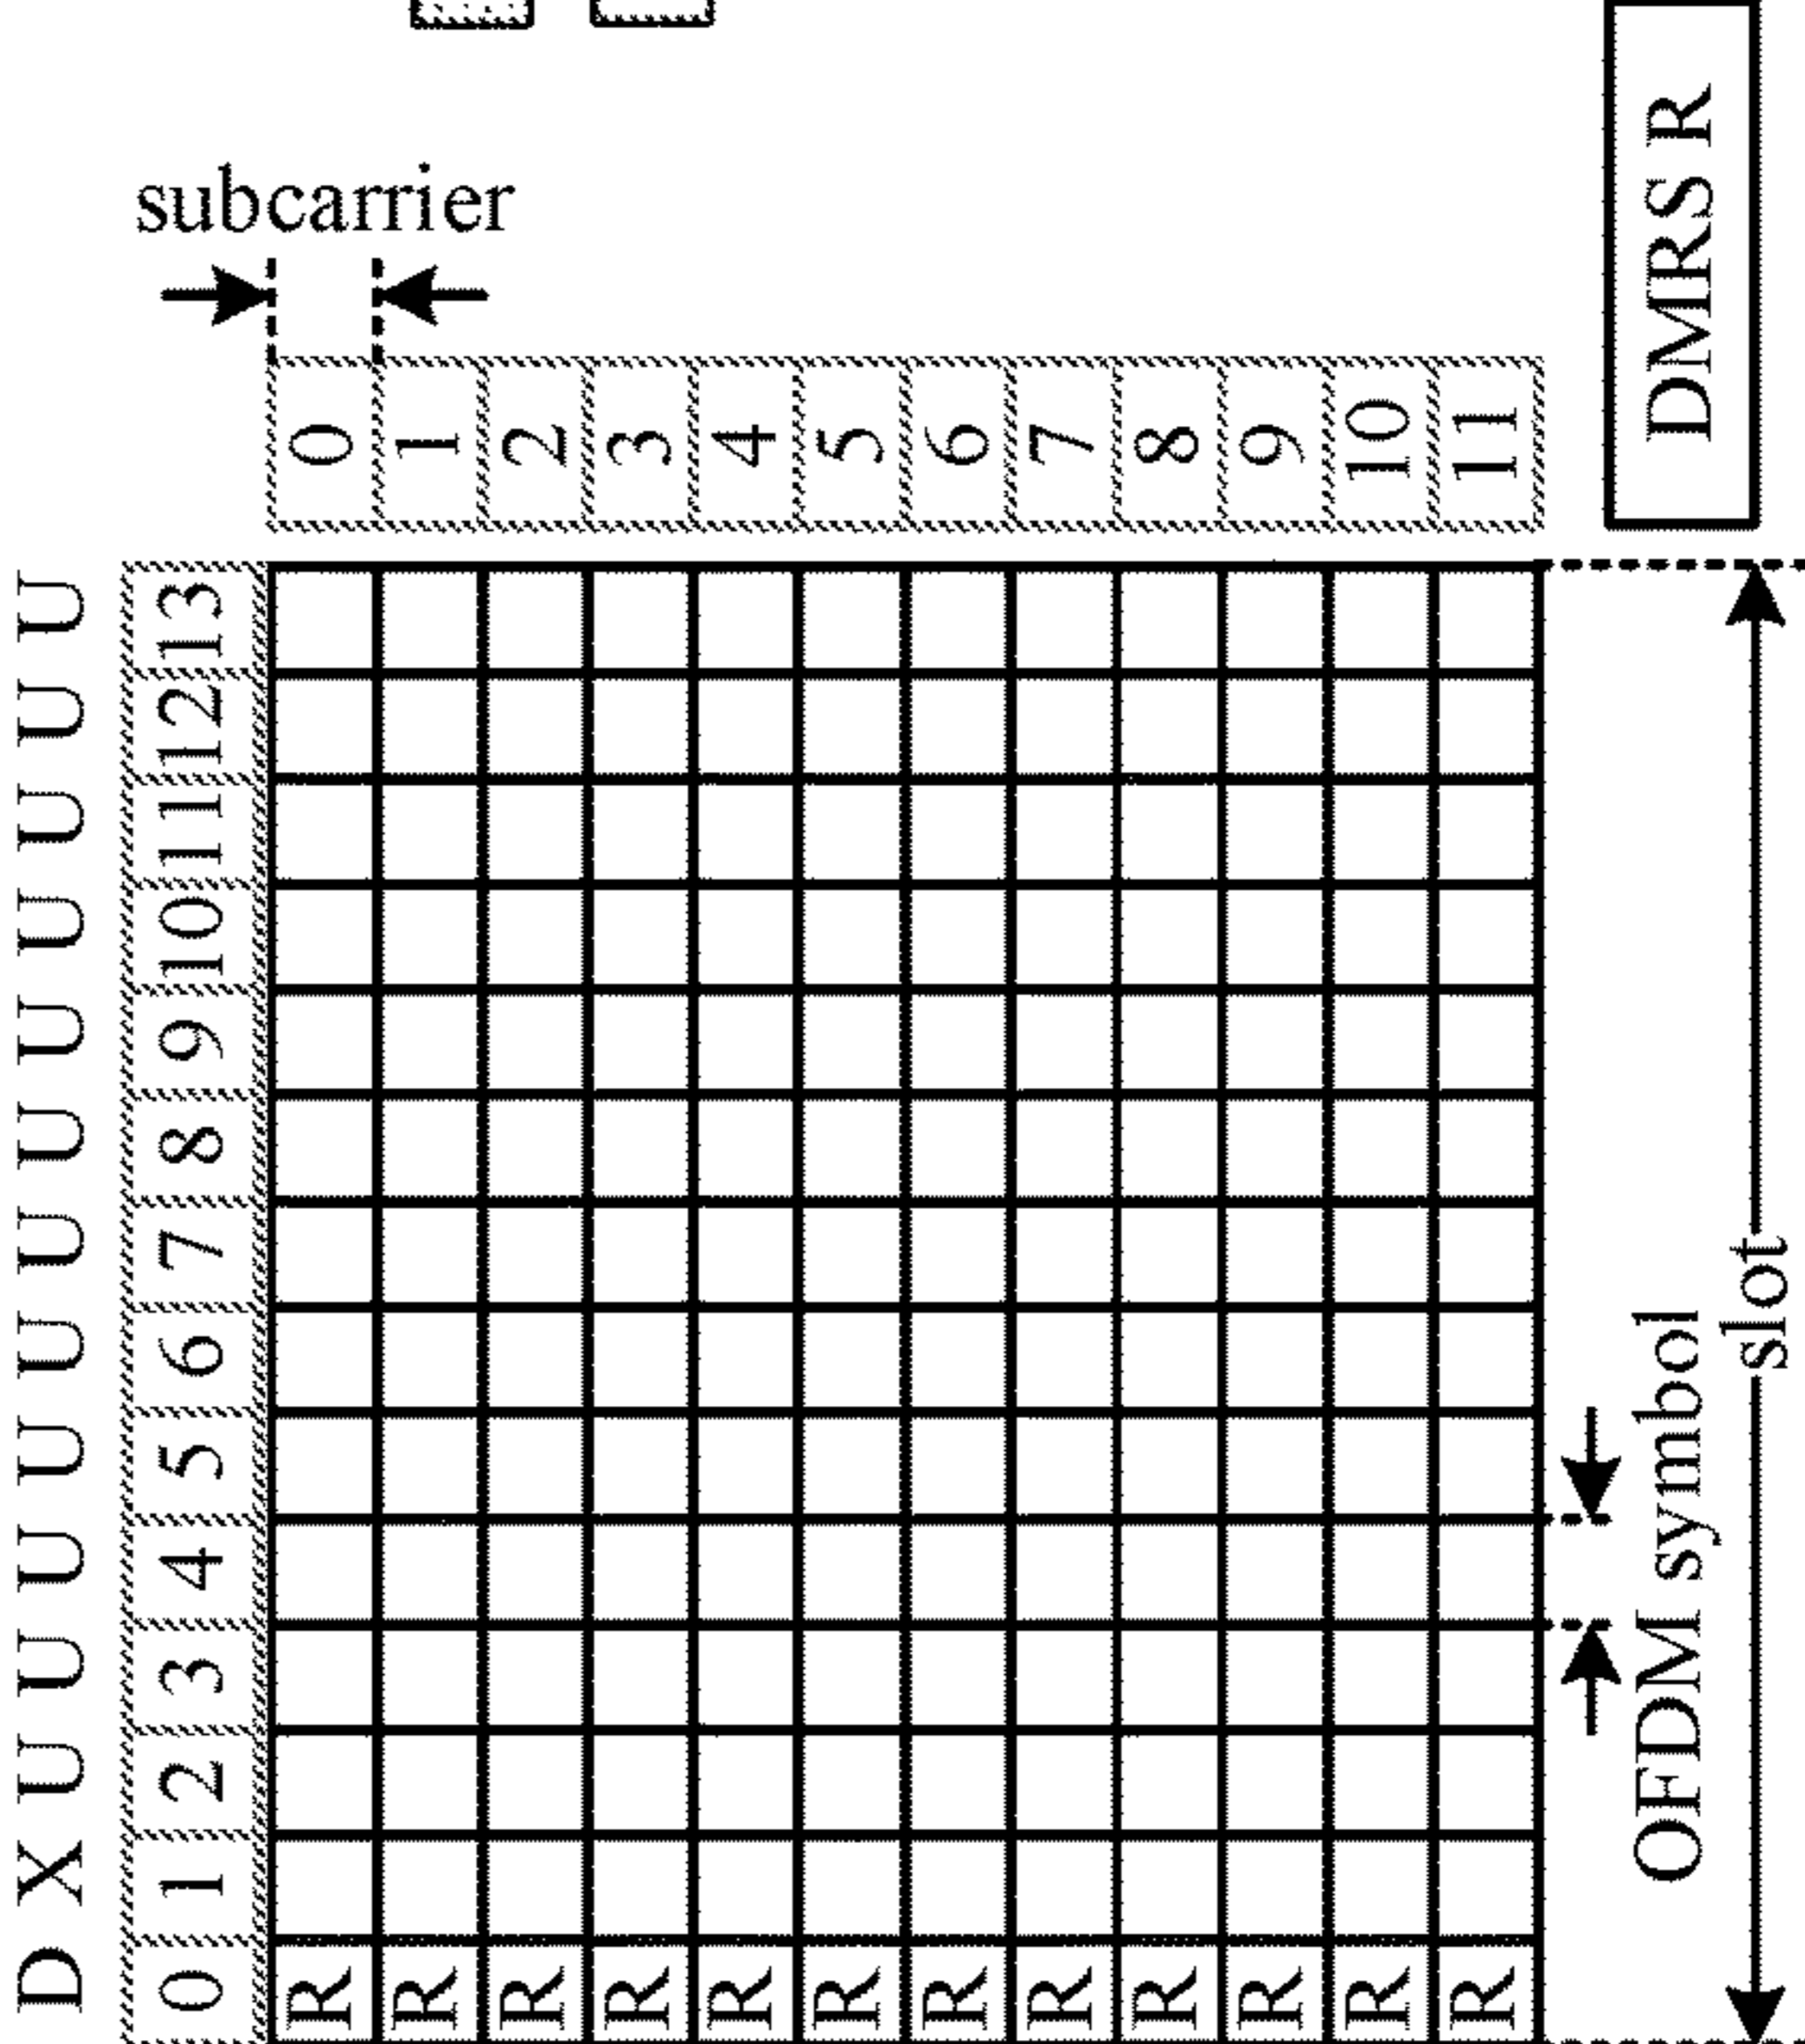 D X U U U U U U U U U U U U
0 1 2 3 4 5 6 7 8 9 10 11 12 13
subcarrier
R 0
R 1
R 2
R 3
R 4
R 5
R 6
R 7
R 8
R 9
R 10
R 11
OFDM symbol
slot
DMRS R